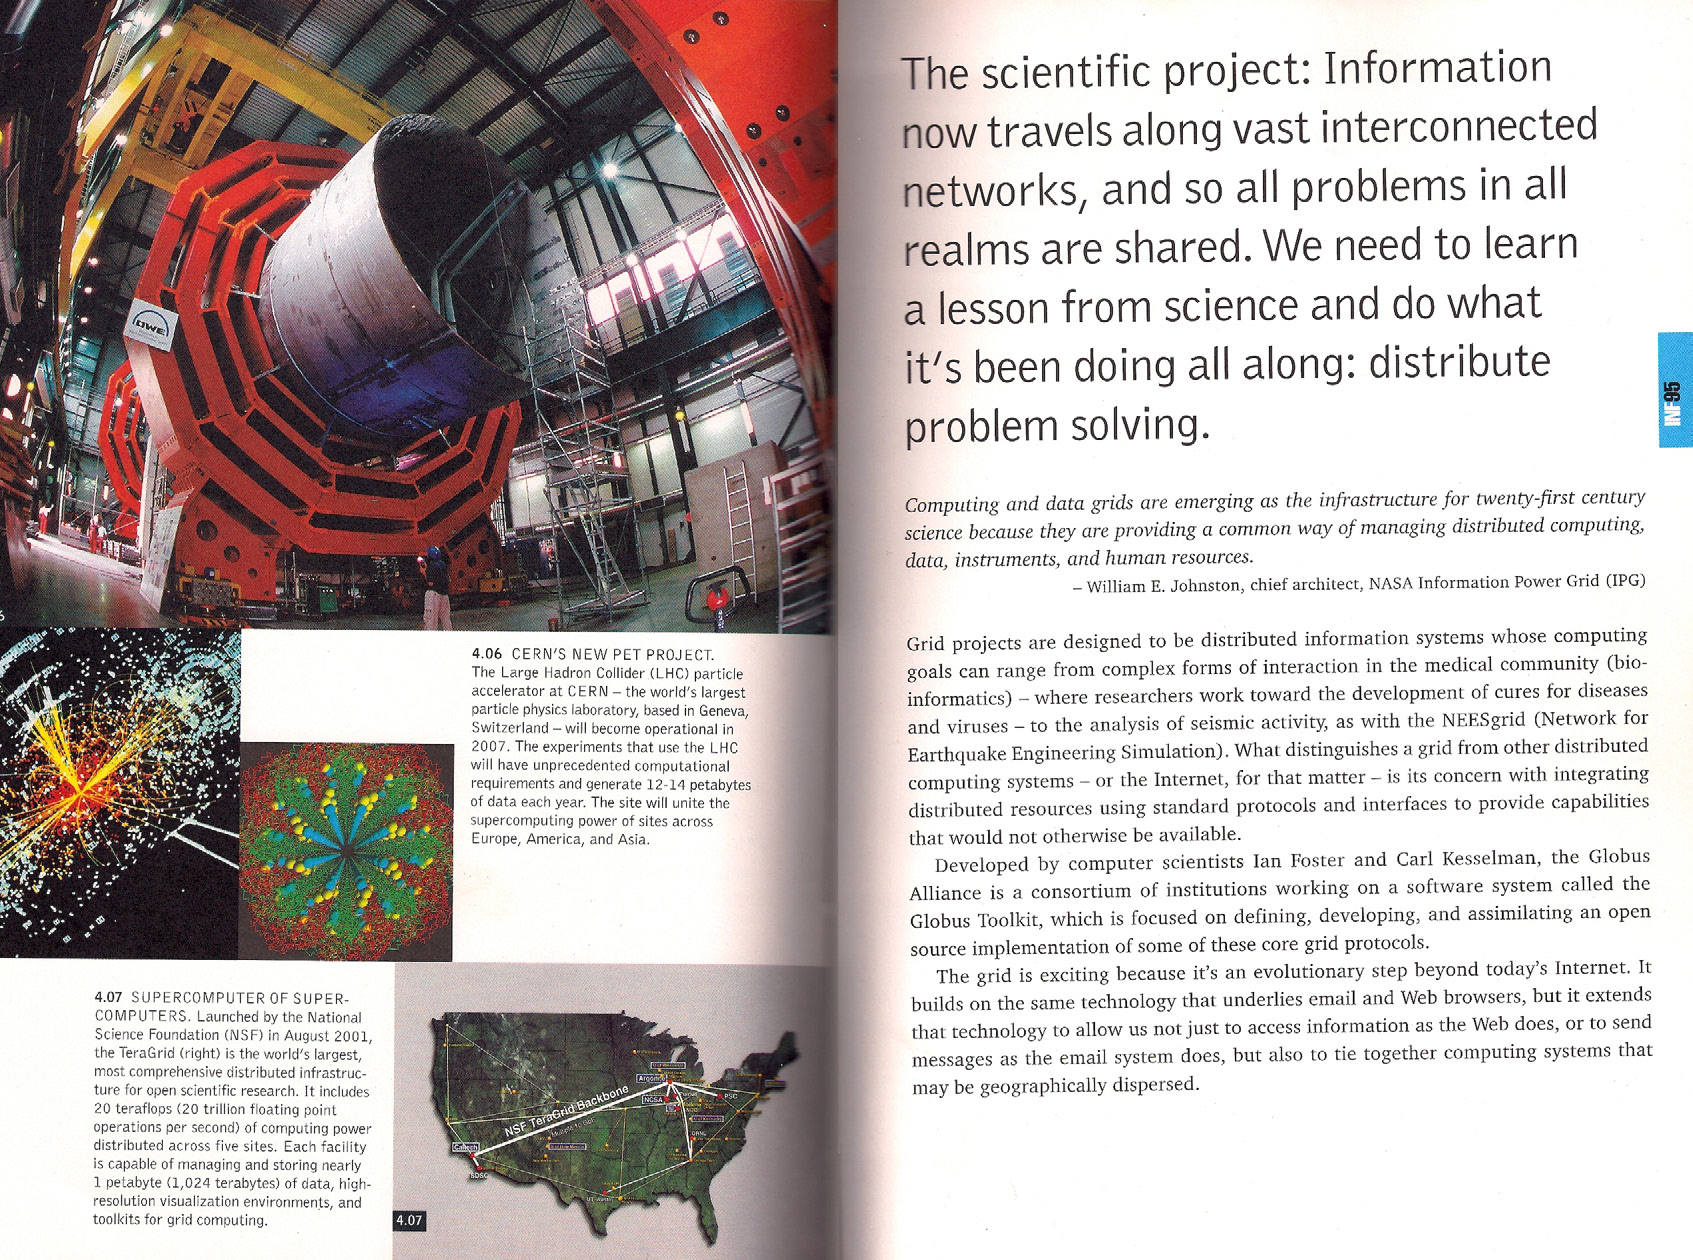 DWE
4.06 CERN'S NEW PET PROJECT.
The Large Hadron Collider (LHC) particle
accelerator at CERN – the world's largest
particle physics laboratory, based in Geneva,
Switzerland – will become operational in
2007. The experiments that use the LHC
will have unprecedented computational
requirements and generate 12-14 petabytes
of data each year. The site will unite the
supercomputing power of sites across
Europe, America, and Asia.
4.07 SUPERCOMPUTER OF SUPER-
COMPUTERS. Launched by the National
Science Foundation (NSF) in August 2001,
the TeraGrid (right) is the world's largest,
most comprehensive distributed infrastruc-
ture for open scientific research. It includes
20 teraflops (20 trillion floating point
operations per second) of computing power
distributed across five sites. Each facility
is capable of managing and storing nearly
1 petabyte (1,024 terabytes) of data, high-
resolution visualization environments, and
toolkits for grid computing.
Argonne
NCSA
PSC
ORNL
NSF TeraGrid Backbone
Caltech
SDSC
4.07
The scientific project: Information
now travels along vast interconnected
networks, and so all problems in all
realms are shared. We need to learn
a lesson from science and do what
it's been doing all along: distribute
problem solving.
INF95
Computing and data grids are emerging as the infrastructure for twenty-first century
science because they are providing a common way of managing distributed computing,
data, instruments, and human resources.
– William E. Johnston, chief architect, NASA Information Power Grid (IPG)
Grid projects are designed to be distributed information systems whose computing
goals can range from complex forms of interaction in the medical community (bio-
informatics) – where researchers work toward the development of cures for diseases
and viruses – to the analysis of seismic activity, as with the NEESgrid (Network for
Earthquake Engineering Simulation). What distinguishes a grid from other distributed
computing systems – or the Internet, for that matter – is its concern with integrating
distributed resources using standard protocols and interfaces to provide capabilities
that would not otherwise be available.
Developed by computer scientists Ian Foster and Carl Kesselman, the Globus
Alliance is a consortium of institutions working on a software system called the
Globus Toolkit, which is focused on defining, developing, and assimilating an open
source implementation of some of these core grid protocols.
The grid is exciting because it's an evolutionary step beyond today's Internet. It
builds on the same technology that underlies email and Web browsers, but it extends
that technology to allow us not just to access information as the Web does, or to send
messages as the email system does, but also to tie together computing systems that
may be geographically dispersed.